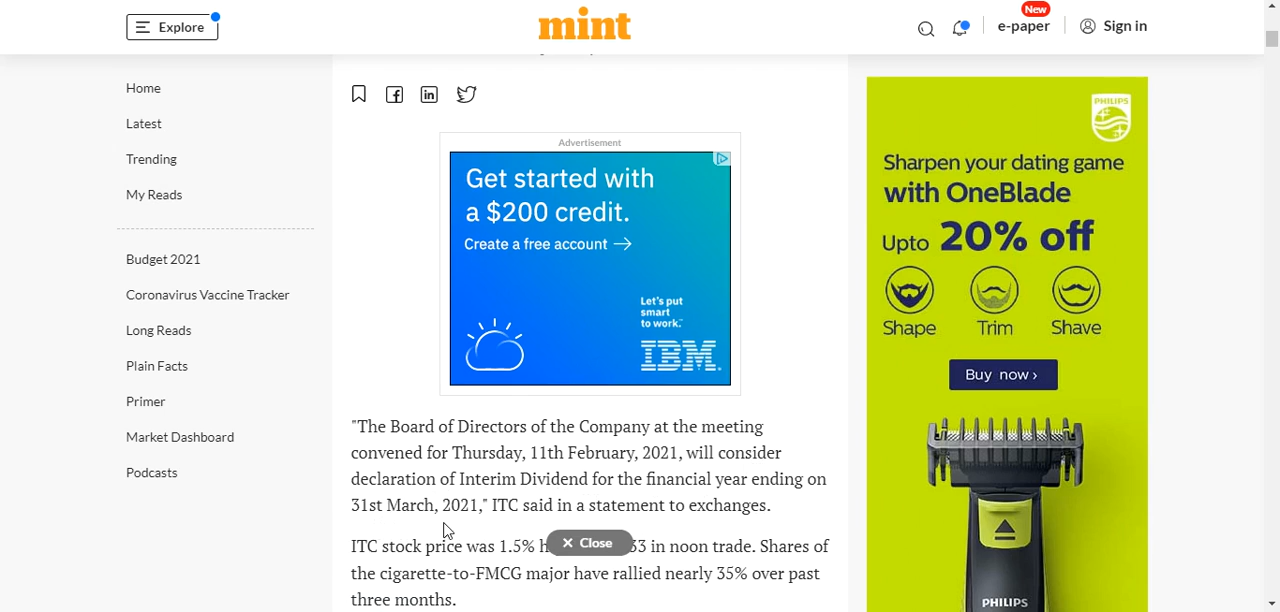 Explore
mint
New
e-paper
Sign in
Home
Latest
Trending
My Reads
Budget 2021
Coronavirus Vaccine Tracker
Long Reads
Plain Facts
Primer
Market Dashboard
Podcasts
Advertisement
Get started with
a $200 credit.
Create a free account →
Let's put
smart
to work.™
IBM.
"The Board of Directors of the Company at the meeting
convened for Thursday, 11th February, 2021, will consider
declaration of Interim Dividend for the financial year ending on
31st March, 2021," ITC said in a statement to exchanges.
ITC stock price was 1.5% 33 in noon trade. Shares of
× Close
the cigarette-to-FMCG major have rallied nearly 35% over past
three months.
PHILIPS
Sharpen your dating game
with OneBlade
Upto 20% off
Shape Trim Shave
Buy now ›
PHILIPS